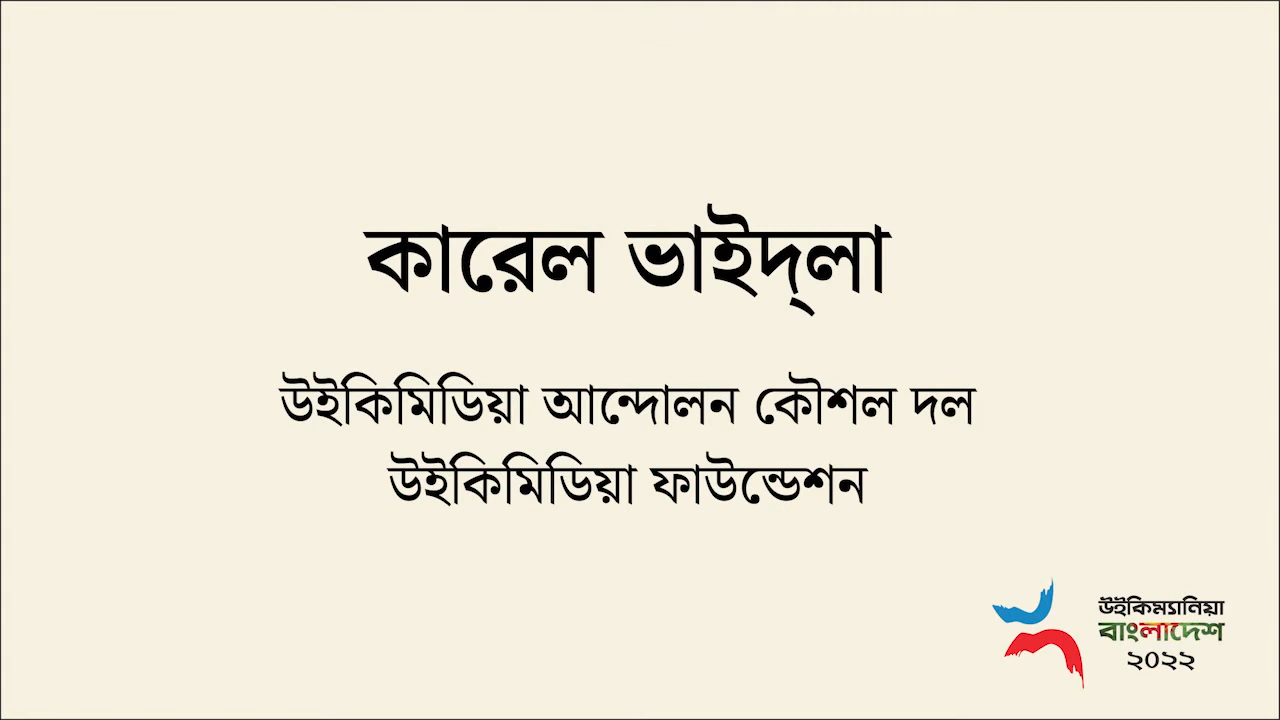 কারেল ভাইদ্‌লা
উইকিমিডিয়া আন্দোলন কৌশল দল
উইকিমিডিয়া ফাউন্ডেশন
উইকিম্যানিয়া
বাংলাদেশ
২০২২